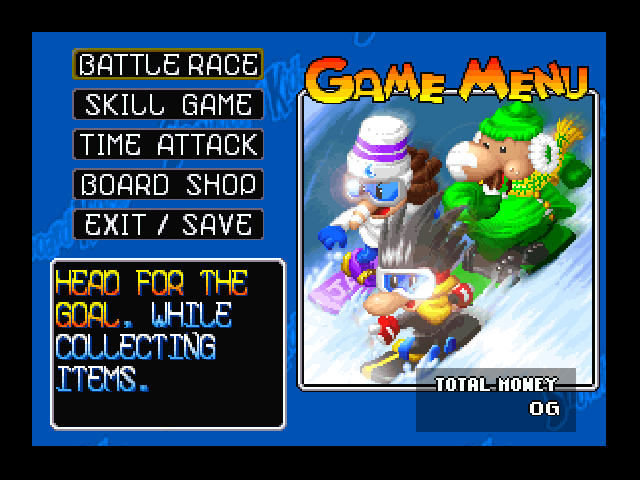 BATTLE RACE
SKILL GAME
TIME ATTACK
BOARD SHOP
EXIT / SAVE
GAME MENU
HEAD FOR THE
GOAL. WHILE
COLLECTING
ITEMS.
TOTAL MONEY
0G